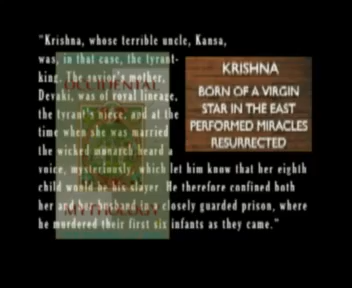 "Krishna, whose terrible uncle, Kansa,
was, in that case, the tyrant-
king. The savior's mother,
Devaki, was of royal lineage,
the tyrant's niece, and at the
time when she was married
the wicked monarch heard a
voice, mysteriously, which let him know that her eighth
child would be his slayer. He therefore confined both
her and her husband in a closely guarded prison, where
he murdered their first six infants as they came."
OCCIDENTAL
MYTHOLOGY
KRISHNA
BORN OF A VIRGIN
STAR IN THE EAST
PERFORMED MIRACLES
RESURRECTED